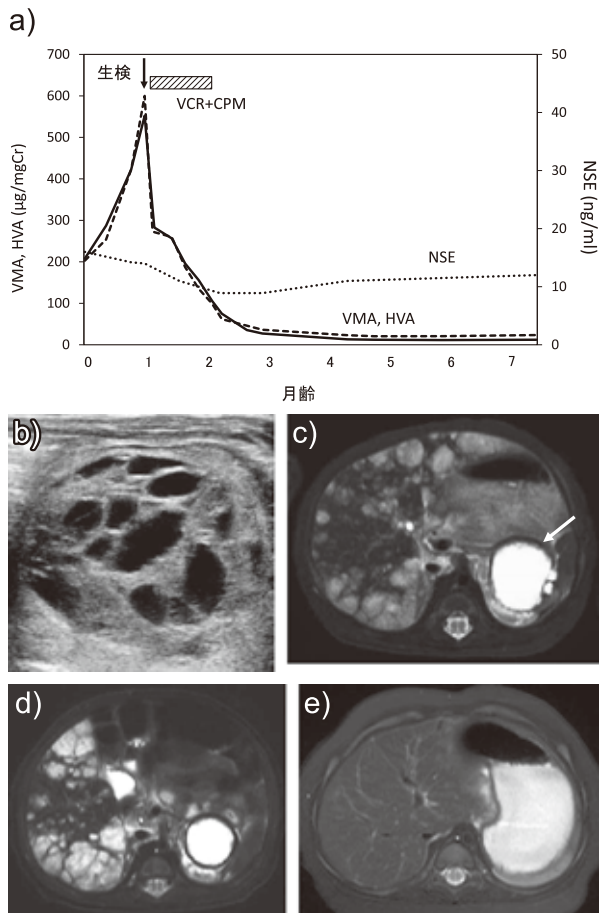 a)
700
600
500
400
300
200
100
0
VMA, HVA (μg/mgCr)
生検
VCR+CPM
NSE
VMA, HVA
50
40
30
20
10
0
NSE (ng/ml)
0 1 2 3 4 5 6 7
月齢
b)
c)
d)
e)